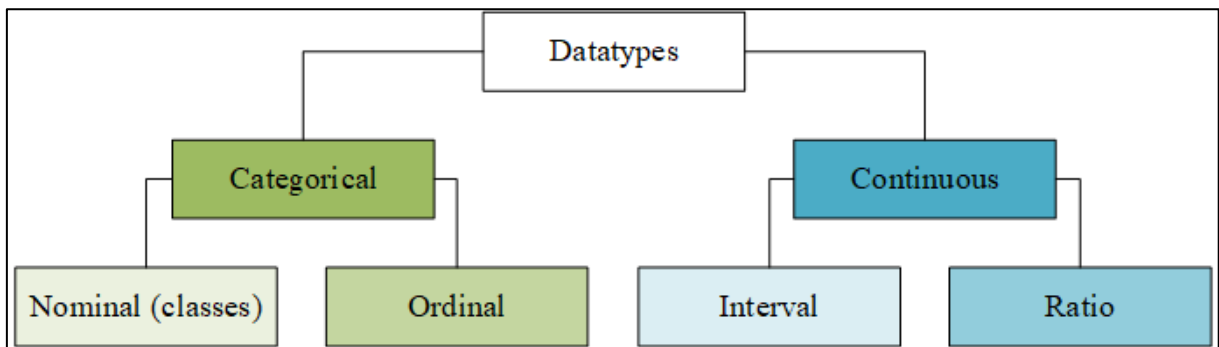 Datatypes
Categorical
Continuous
Nominal (classes)
Ordinal
Interval
Ratio